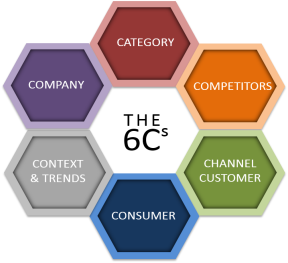 CATEGORY
COMPANY
COMPETITORS
THE
6Cs
CONTEXT
& TRENDS
CHANNEL
CUSTOMER
CONSUMER